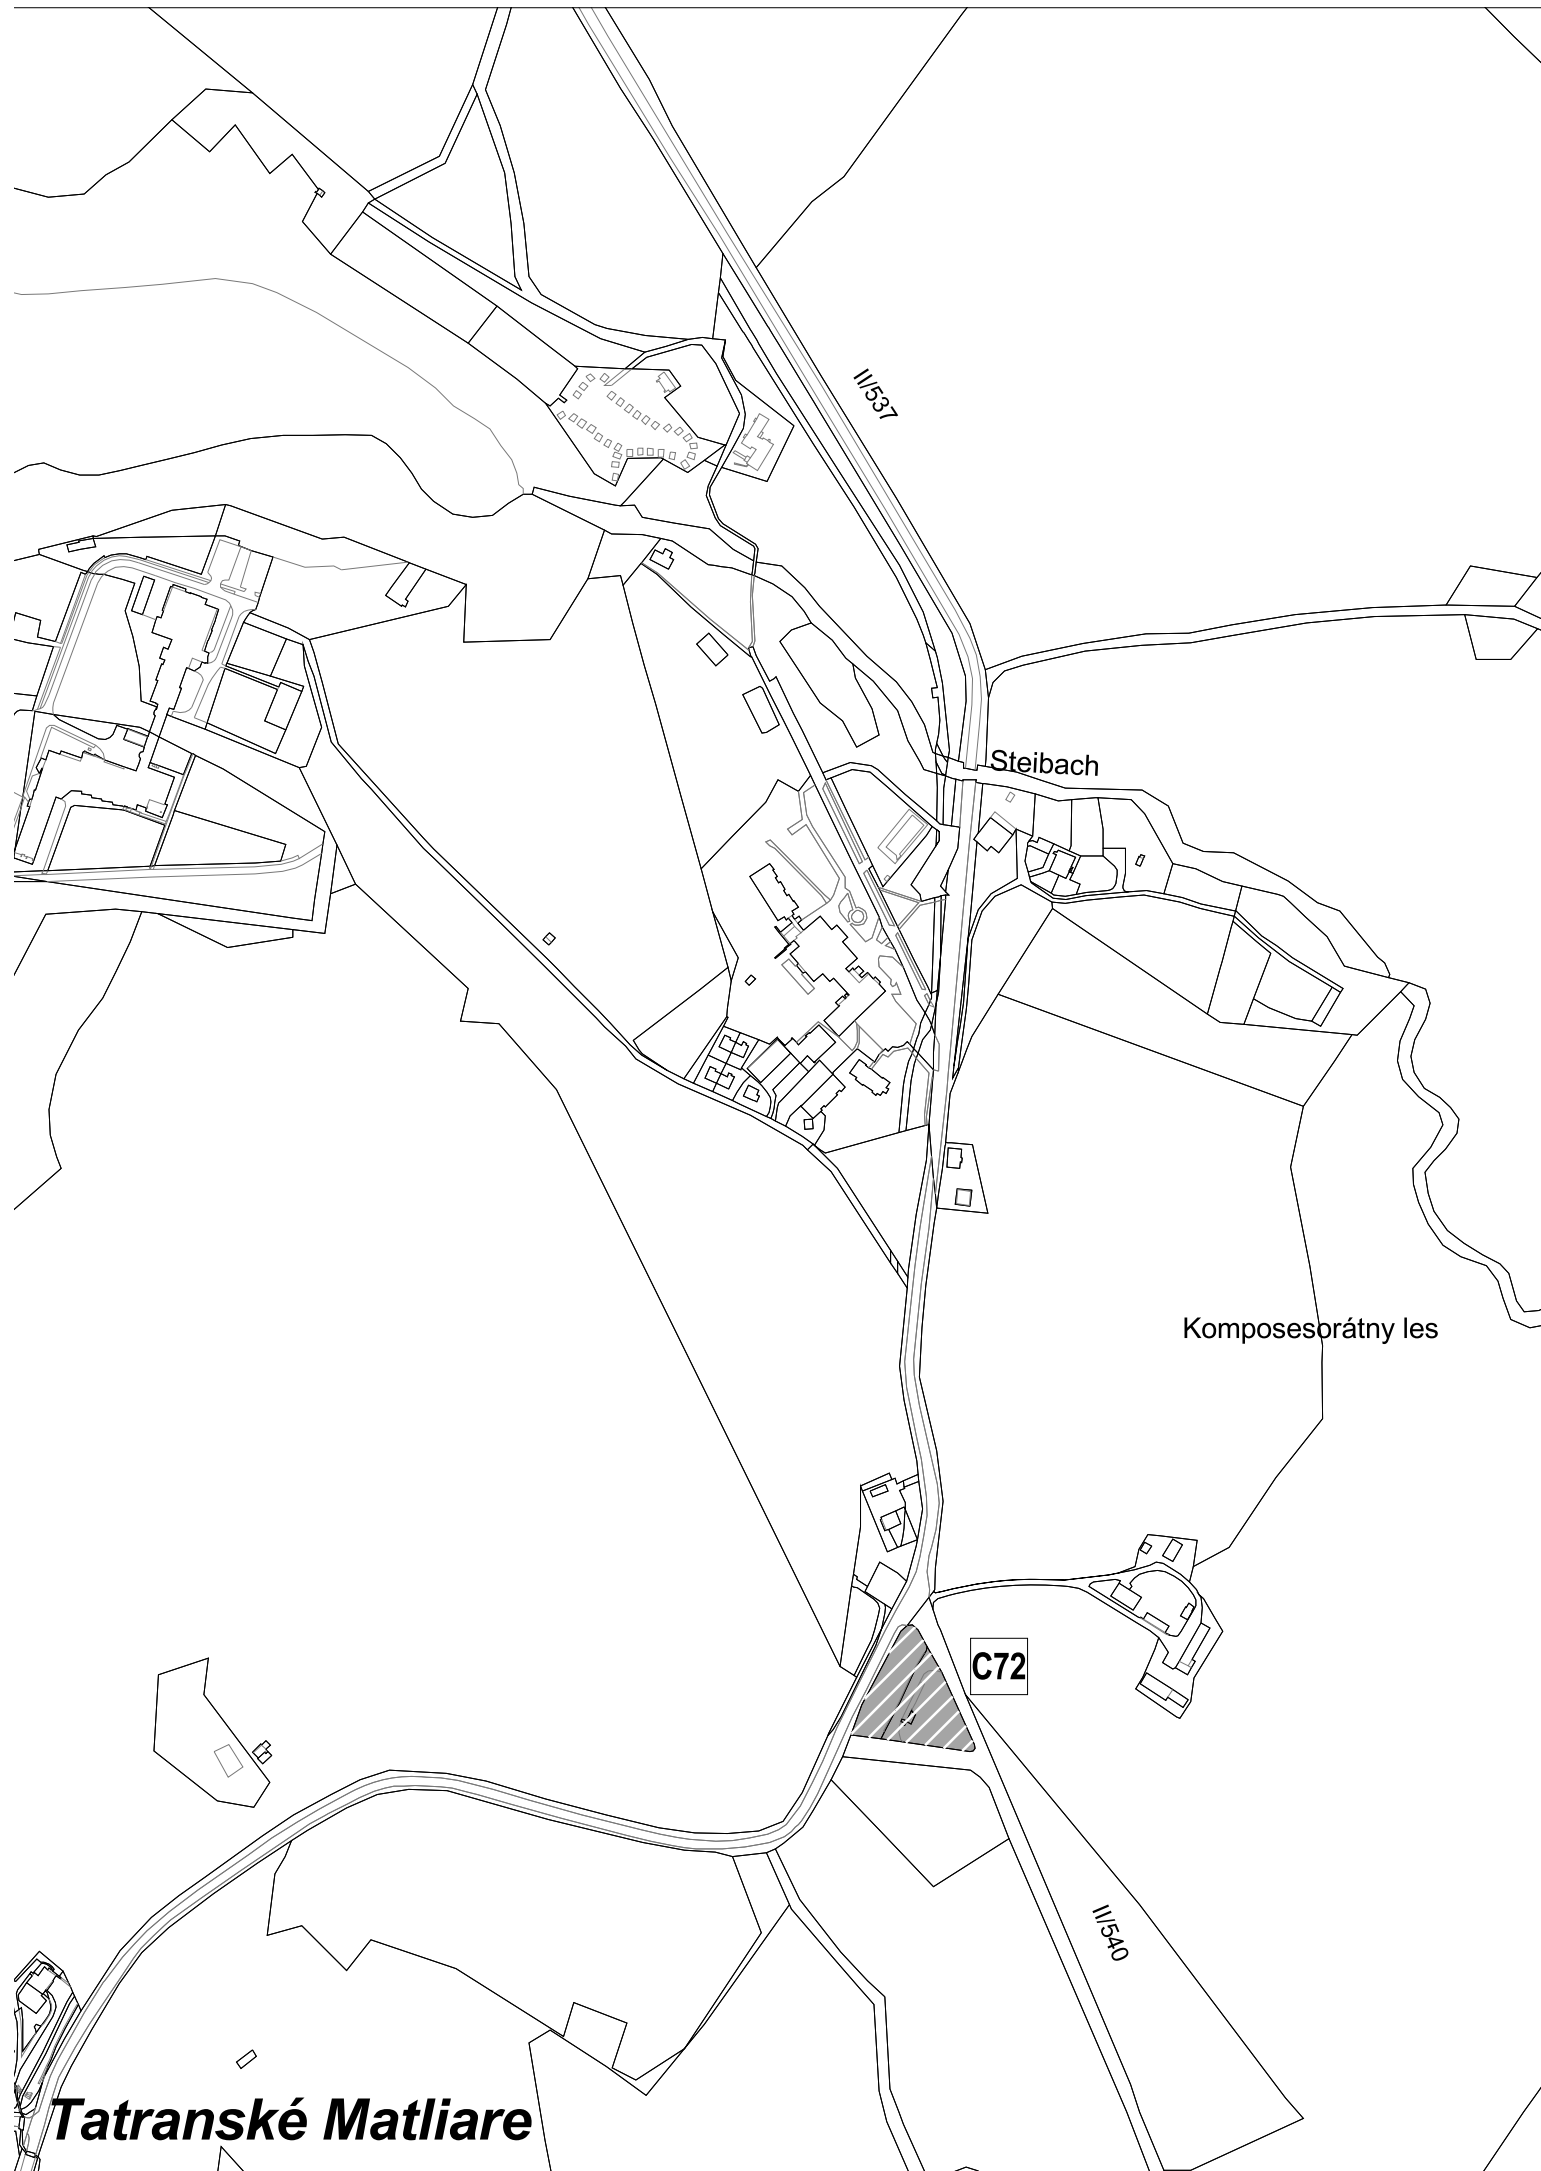 II/537
Steibach
Komposesorátny les
C72
II/540
Tatranské Matliare